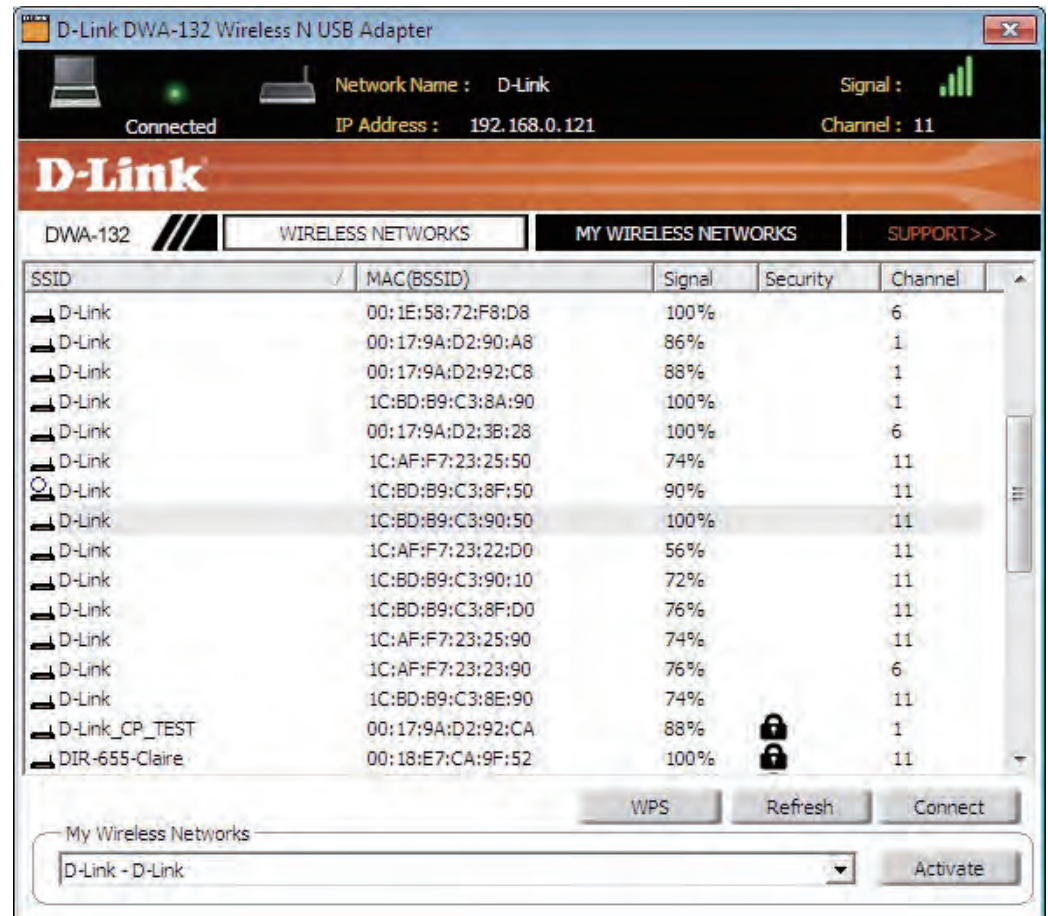 D-Link DWA-132 Wireless N USB Adapter
Network Name : D-Link Signal :
Connected IP Address : 192.168.0.121 Channel : 11
D-Link
DWA-132 WIRELESS NETWORKS MY WIRELESS NETWORKS SUPPORT>>
SSID MAC(BSSID) Signal Security Channel
D-Link 00:1E:58:72:F8:D8 100% 6
D-Link 00:17:9A:D2:90:A8 86% 1
D-Link 00:17:9A:D2:92:C8 88% 1
D-Link 1C:BD:B9:C3:8A:90 100% 1
D-Link 00:17:9A:D2:3B:28 100% 6
D-Link 1C:AF:F7:23:25:50 74% 11
D-Link 1C:BD:B9:C3:8F:50 90% 11
D-Link 1C:BD:B9:C3:90:50 100% 11
D-Link 1C:AF:F7:23:22:D0 56% 11
D-Link 1C:BD:B9:C3:90:10 72% 11
D-Link 1C:BD:B9:C3:8F:D0 76% 11
D-Link 1C:AF:F7:23:25:90 74% 11
D-Link 1C:AF:F7:23:23:90 76% 6
D-Link 1C:BD:B9:C3:8E:90 74% 11
D-Link_CP_TEST 00:17:9A:D2:92:CA 88% 1
DIR-655-Claire 00:18:E7:CA:9F:52 100% 11
WPS Refresh Connect
My Wireless Networks
D-Link - D-Link Activate